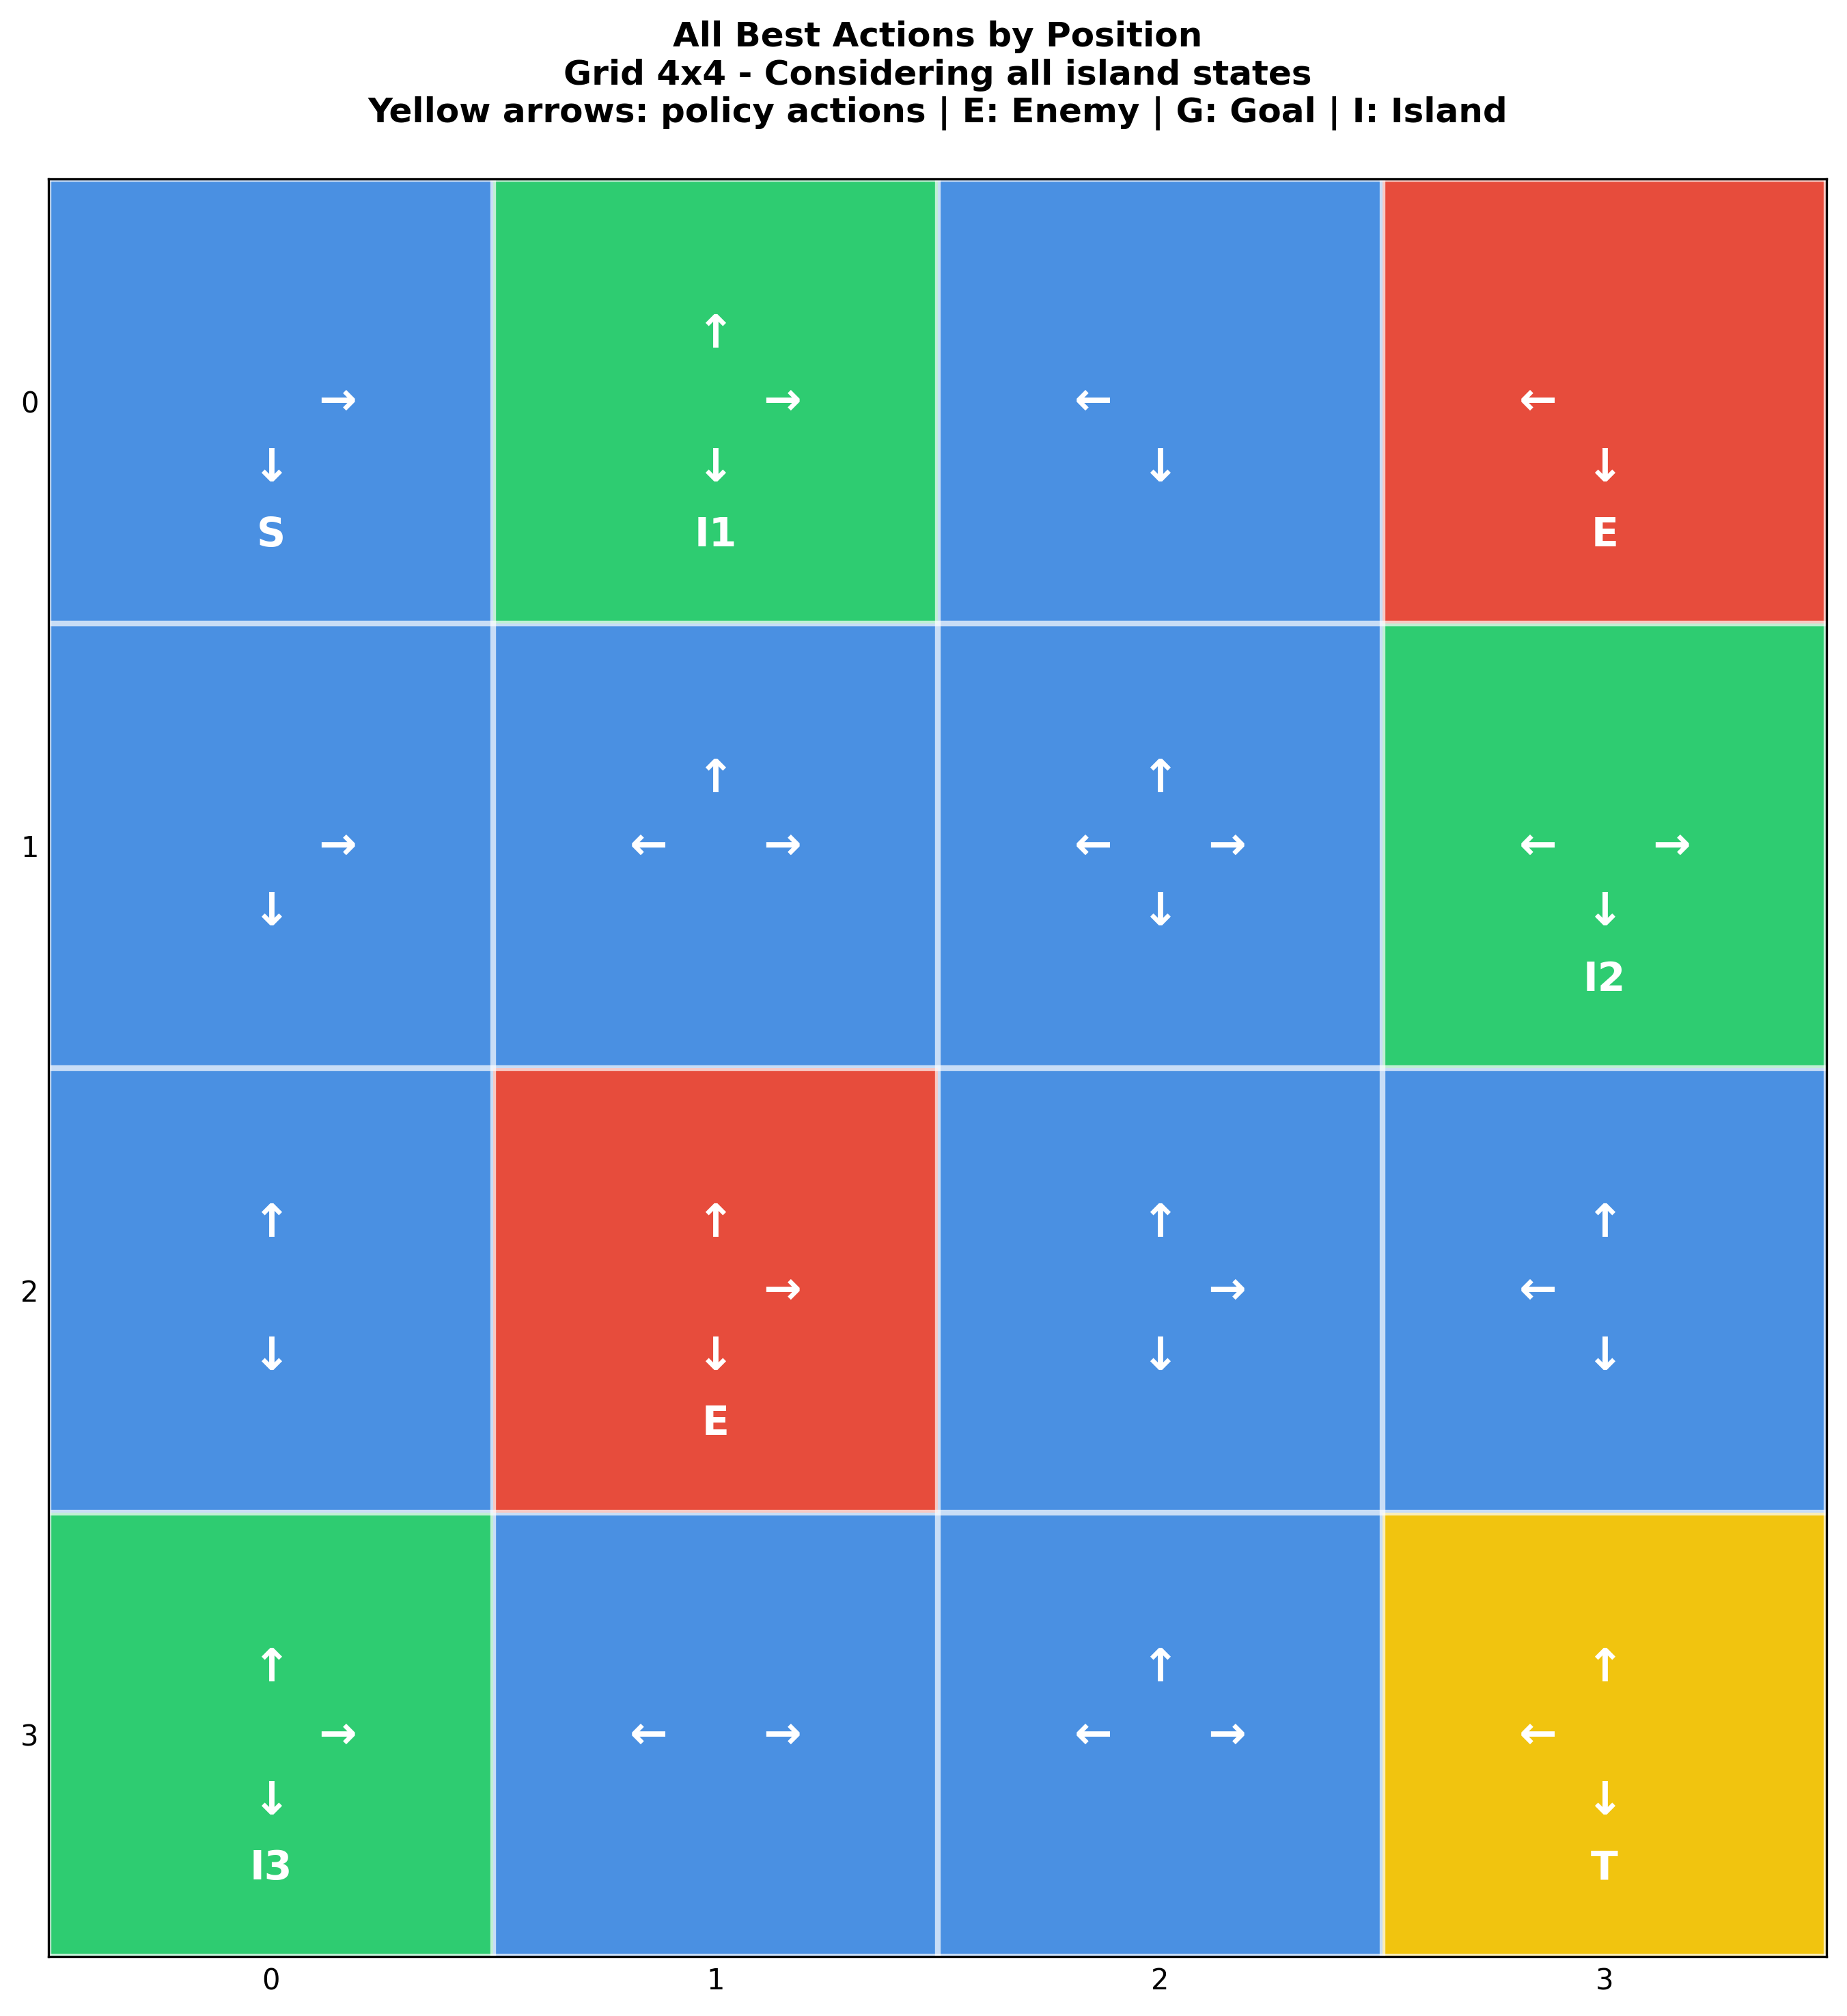 All Best Actions by Position
Grid 4x4 - Considering all island states
Yellow arrows: policy actions | E: Enemy | G: Goal | I: Island
↑
0 → → ← ←
↓ ↓ ↓ ↓
S I1 E
↑ ↑
1 → ← → ← → ← →
↓ ↓ ↓
I2
↑ ↑ ↑ ↑
2 → → ←
↓ ↓ ↓ ↓
E
↑ ↑ ↑
3 → ← → ← → ←
↓ ↓
I3 T
0 1 2 3